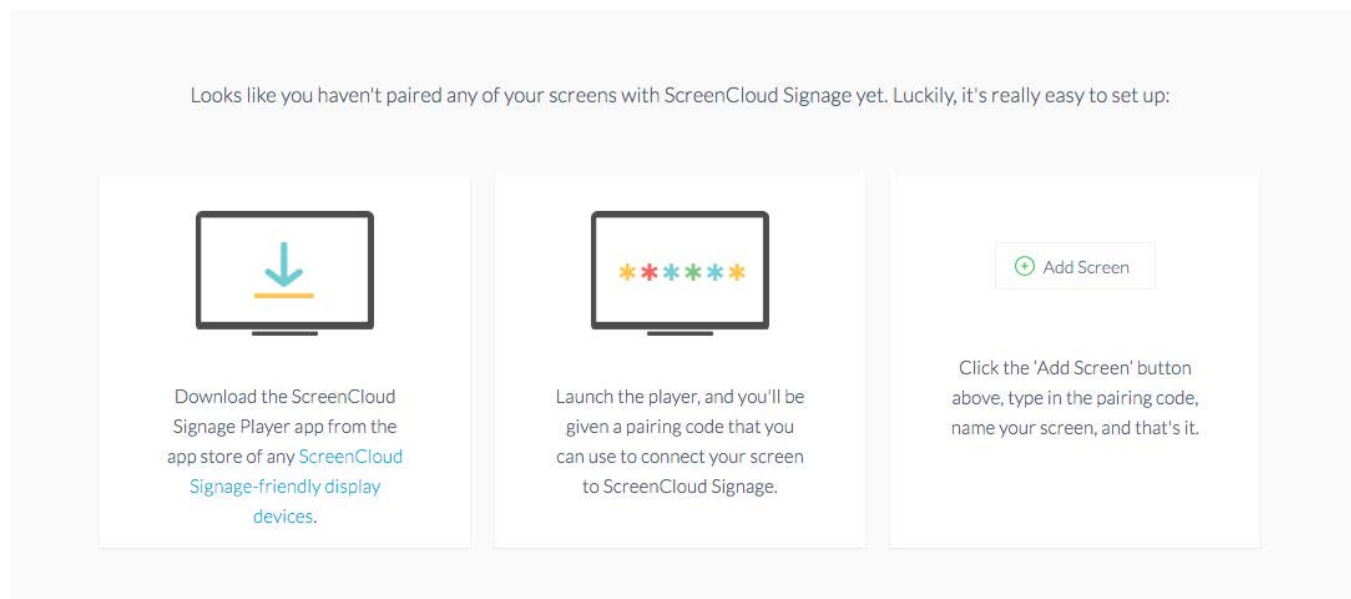 Looks like you haven't paired any of your screens with ScreenCloud Signage yet. Luckily, it's really easy to set up:
Download the ScreenCloud
Signage Player app from the
app store of any ScreenCloud
Signage-friendly display
devices.
******
Launch the player, and you'll be
given a pairing code that you
can use to connect your screen
to ScreenCloud Signage.
Add Screen
Click the ‘Add Screen’ button
above, type in the pairing code,
name your screen, and that's it.